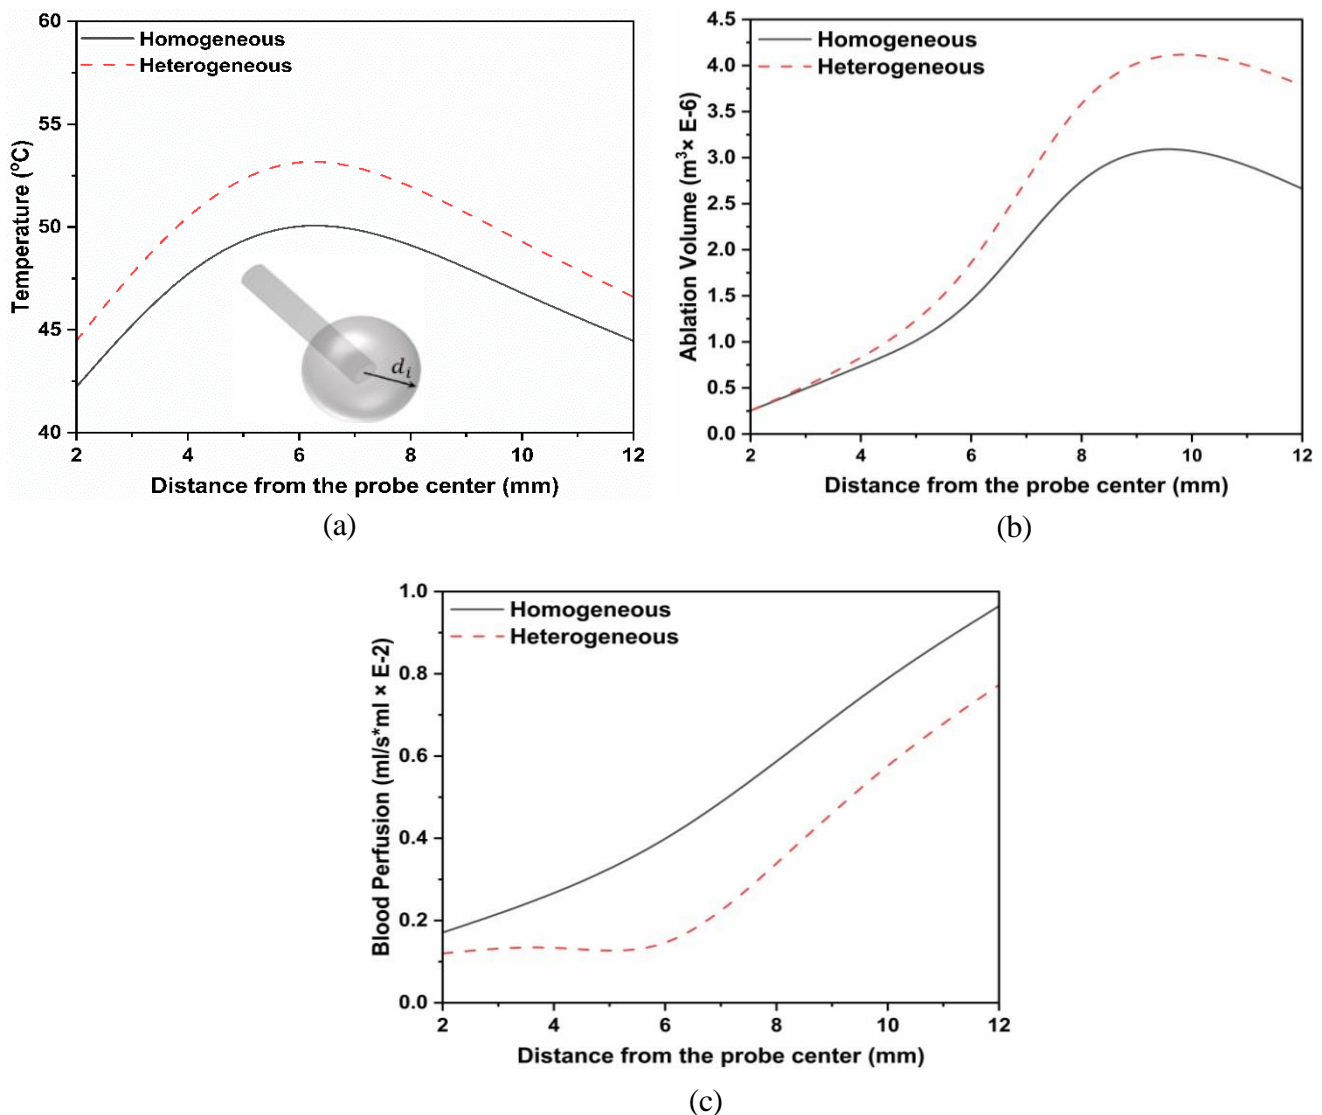 60
55
50
45
40
Temperature (ºC)
Homogeneous
Heterogeneous
d_i
2 4 6 8 10 12
Distance from the probe center (mm)
(a)
4.5
4.0
3.5
3.0
2.5
2.0
1.5
1.0
0.5
0.0
Ablation Volume (m³× E-6)
Homogeneous
Heterogeneous
2 4 6 8 10 12
Distance from the probe center (mm)
(b)
1.0
0.8
0.6
0.4
0.2
0.0
Blood Perfusion (ml/s*ml × E-2)
Homogeneous
Heterogeneous
2 4 6 8 10 12
Distance from the probe center (mm)
(c)